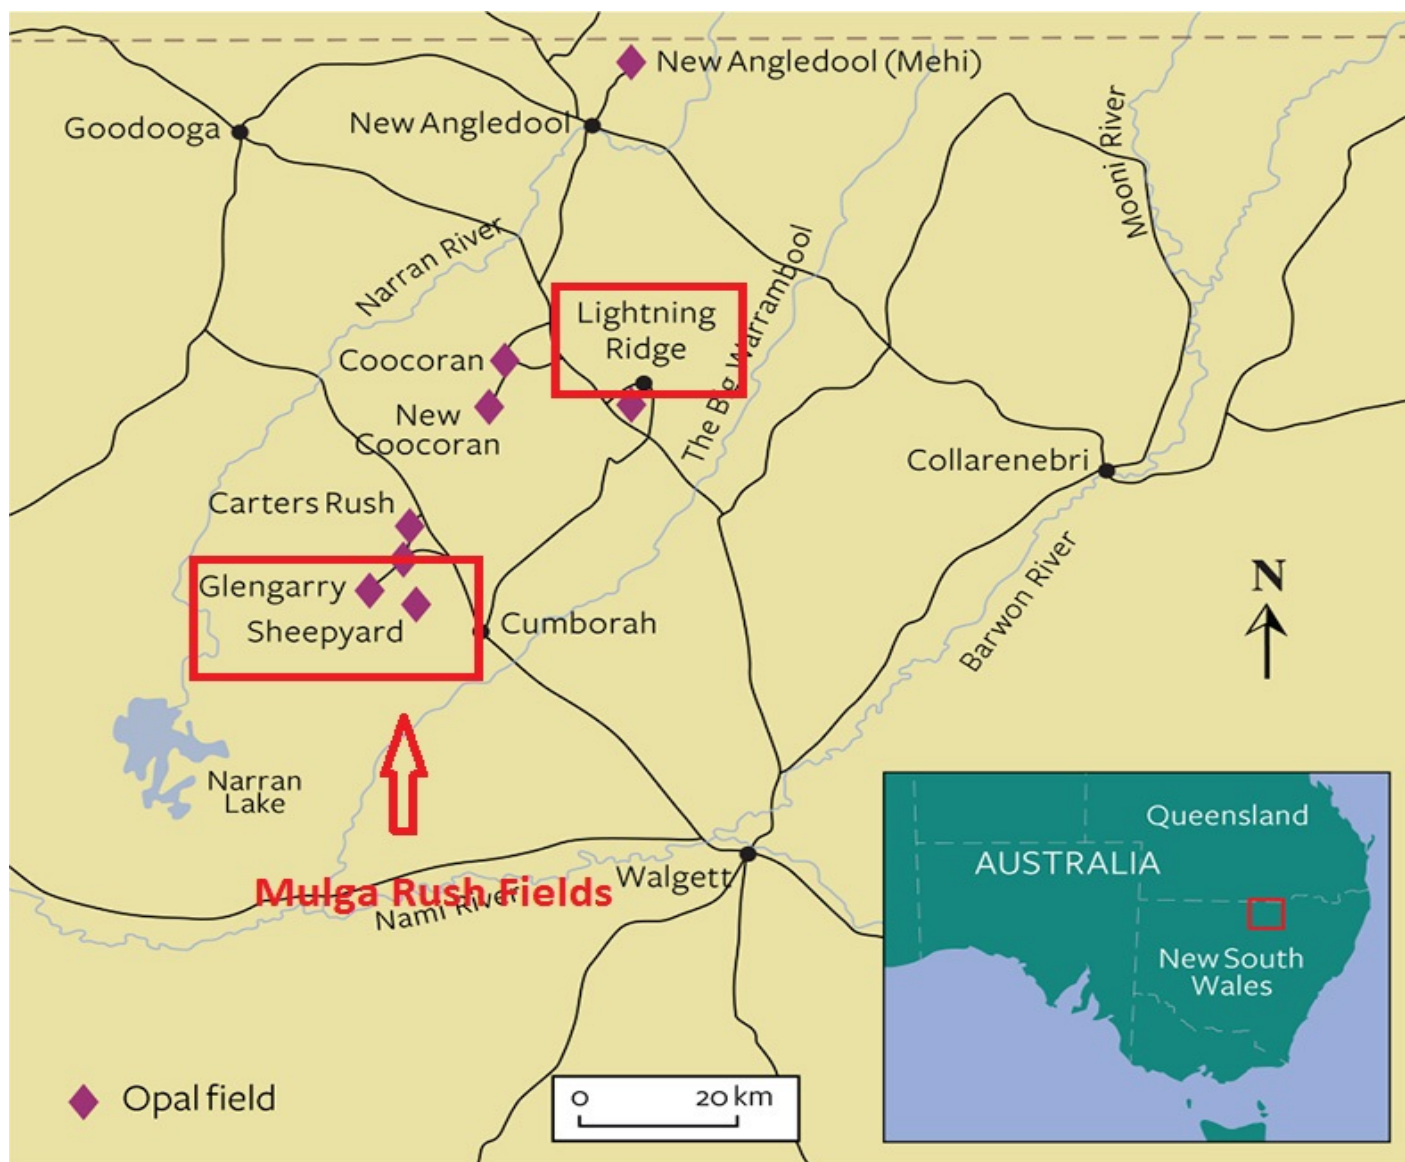 New Angledool (Mehi)
Goodooga
New Angledool
Mooni River
Narran River
The Big Warrambool
Lightning
Ridge
Coocoran
New
Coocoran
Collarenebri
Carters Rush
Glengarry
Sheepyard
Cumborah
Barwon River
N
Narran
Lake
Mulga Rush Fields
Nami River
Walgett
Queensland
AUSTRALIA
New South
Wales
Opal field
0 20 km